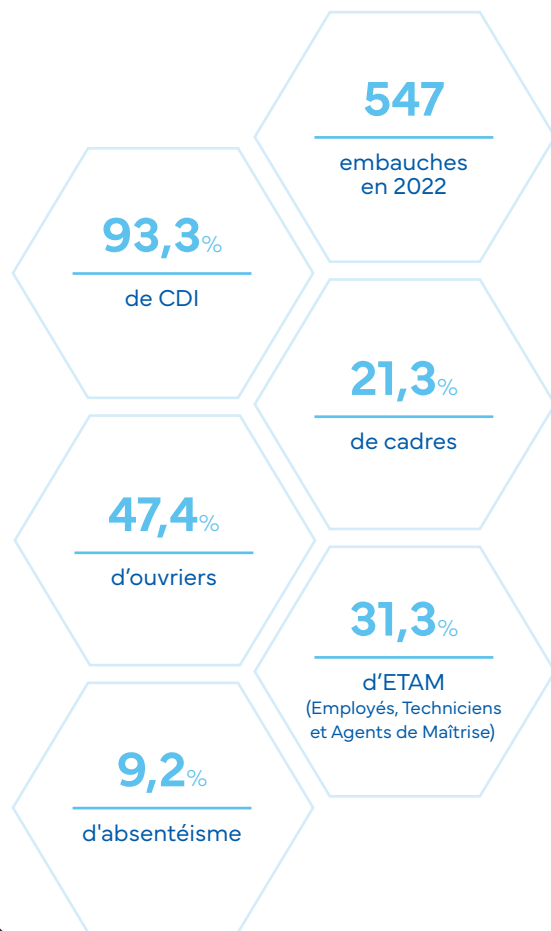 547
embauches
en 2022
93,3%
de CDI
21,3%
de cadres
47,4%
d’ouvriers
31,3%
d’ETAM
(Employés, Techniciens
et Agents de Maîtrise)
9,2%
d'absentéisme